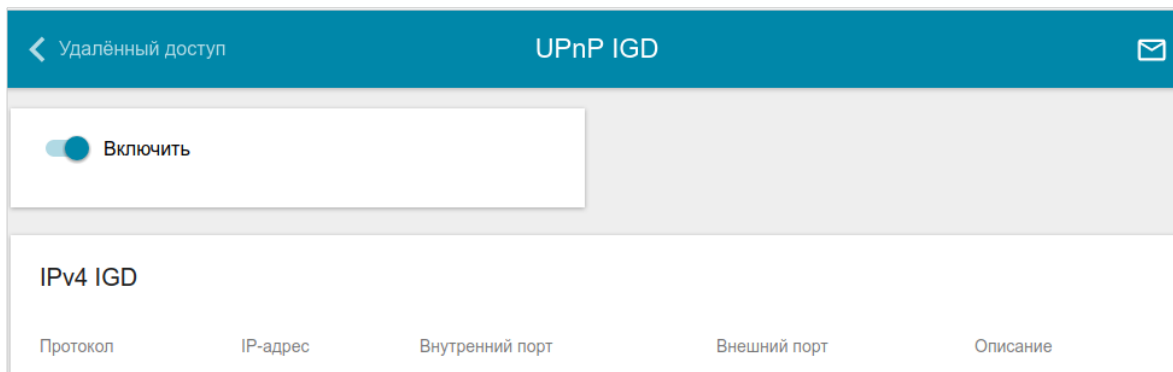 Удалённый доступ UPnP IGD
Включить
IPv4 IGD
Протокол IP-адрес Внутренний порт Внешний порт Описание